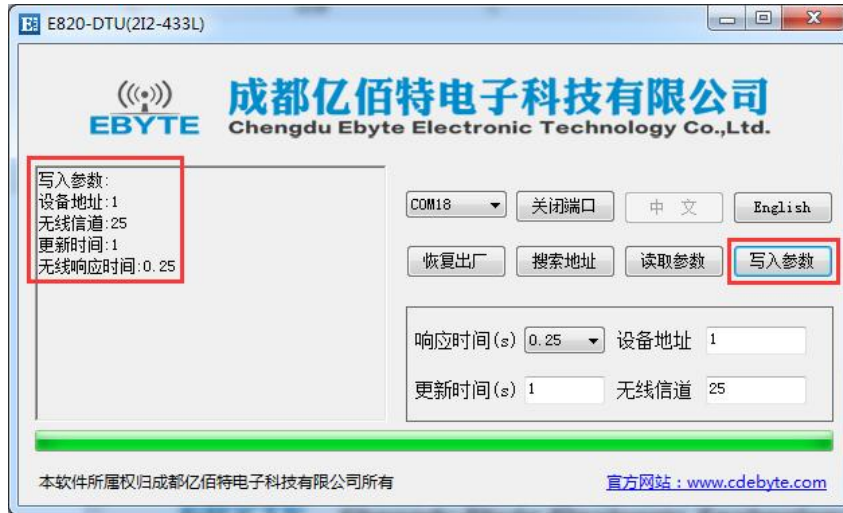 E820-DTU(2I2-433L)
EBYTE
成都亿佰特电子科技有限公司
Chengdu Ebyte Electronic Technology Co.,Ltd.
写入参数:
设备地址:1
无线信道:25
更新时间:1
无线响应时间:0.25
COM18 关闭端口 中 文 English
恢复出厂 搜索地址 读取参数 写入参数
响应时间(s) 0.25 设备地址 1
更新时间(s) 1 无线信道 25
本软件所属权归成都亿佰特电子科技有限公司所有 官方网站：www.cdebyte.com